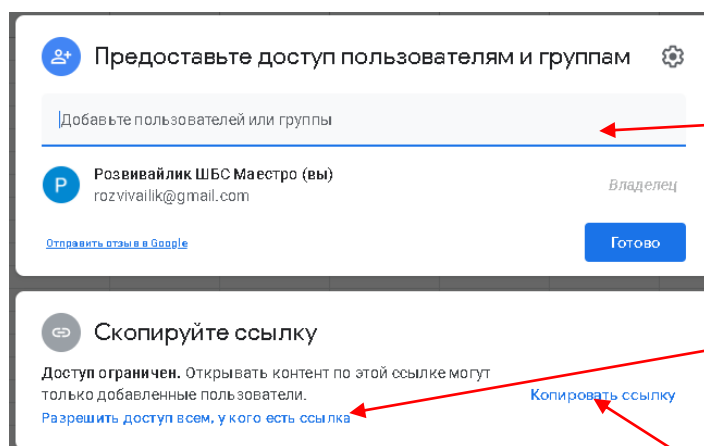 Предоставьте доступ пользователям и группам
Добавьте пользователей или группы
Р
Розвивайлик ШБС Маестро (вы)
rozvivailik@gmail.com
Владелец
Отправить отзыв в Google
Готово
Скопируйте ссылку
Доступ ограничен. Открывать контент по этой ссылке могут
только добавленные пользователи.
Копировать ссылку
Разрешить доступ всем, у кого есть ссылка